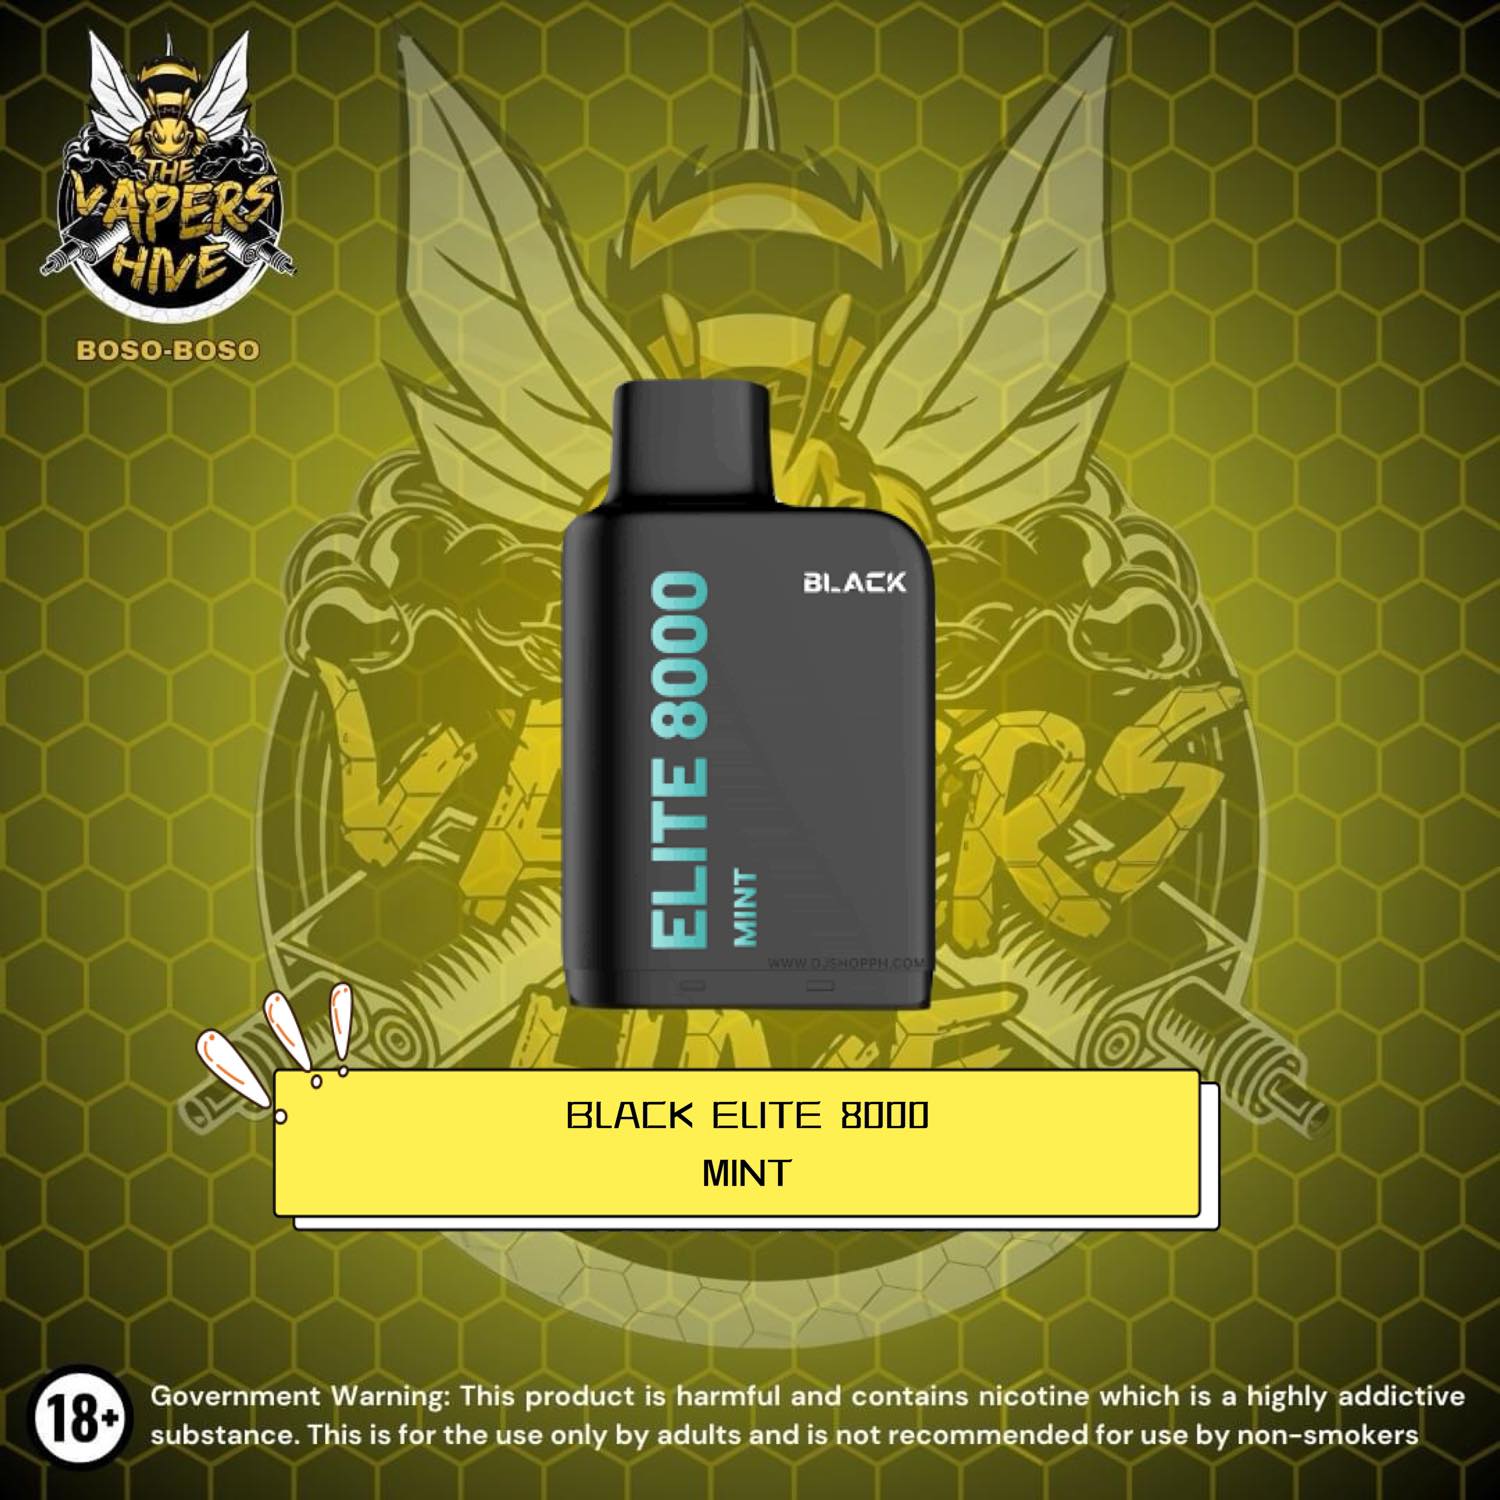 THE
VAPERS
HIVE
BOSO-BOSO
BLACK
ELITE 8000
MINT
WWW.DJSHOPPH.COM
BLACK ELITE 8000
MINT
18+
Government Warning: This product is harmful and contains nicotine which is a highly addictive
substance. This is for the use only by adults and is not recommended for use by non-smokers